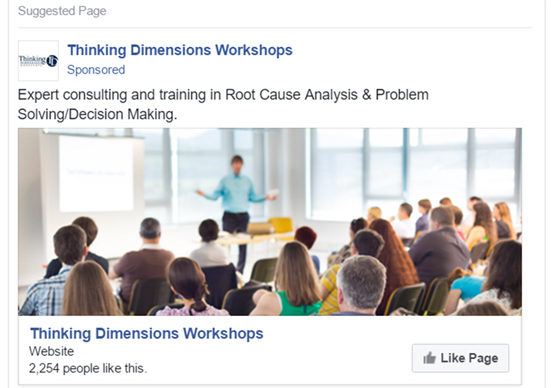 Suggested Page
Thinking Dimensions Workshops
Sponsored
Thinking
Expert consulting and training in Root Cause Analysis & Problem
Solving/Decision Making.
Thinking Dimensions Workshops
Website
2,254 people like this.
Like Page